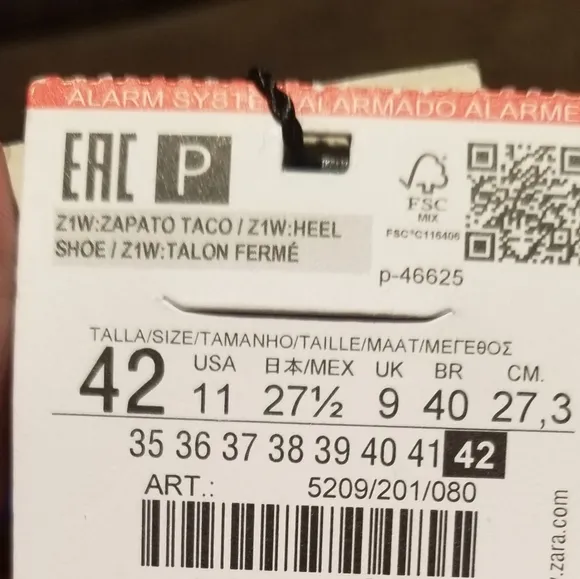 ALARM SYSTE ALARMADO ALARME
EAC P
FSC
MIX
FSC®C116406
Z1W:ZAPATO TACO / Z1W:HEEL
SHOE / Z1W:TALON FERMÉ
p-46625
TALLA/SIZE/TAMANHO/TAILLE/MAAT/ΜΕΓΕΘΟΣ
42 USA 日本/MEX UK BR CM.
11 27½ 9 40 27,3
35 36 37 38 39 40 41 42
ART.: 5209/201/080
.zara.com